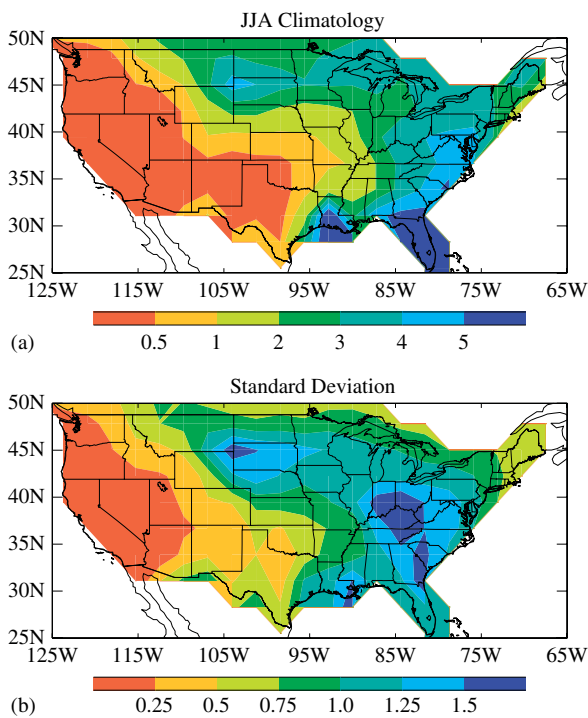 JJA Climatology
50N
45N
40N
35N
30N
25N
125W 115W 105W 95W 85W 75W 65W
(a)
0.5 1 2 3 4 5
Standard Deviation
50N
45N
40N
35N
30N
25N
125W 115W 105W 95W 85W 75W 65W
(b)
0.25 0.5 0.75 1.0 1.25 1.5